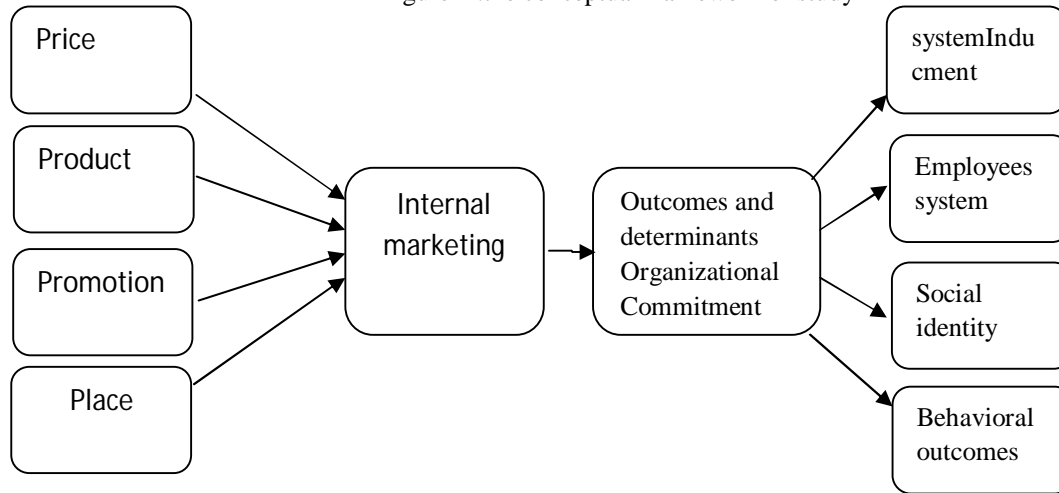 Price
Product
Promotion
Place
Internal
marketing
Outcomes and
determinants
Organizational
Commitment
systemIndu
cment
Employees
system
Social
identity
Behavioral
outcomes